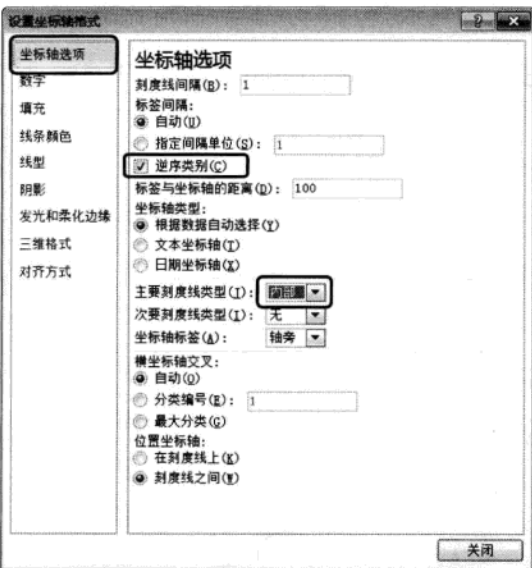 设置坐标轴格式
坐标轴选项
数字
填充
线条颜色
线型
阴影
发光和柔化边缘
三维格式
对齐方式
坐标轴选项
刻度线间隔(B): 1
标签间隔:
自动(U)
指定间隔单位(S): 1
逆序类别(C)
标签与坐标轴的距离(D): 100
坐标轴类型:
根据数据自动选择(Y)
文本坐标轴(T)
日期坐标轴(X)
主要刻度线类型(J):
次要刻度线类型(I): 无
坐标轴标签(A): 轴旁
横坐标轴交叉:
自动(O)
分类编号(E): 1
最大分类(G)
位置坐标轴:
在刻度线上(K)
刻度线之间(W)
关闭